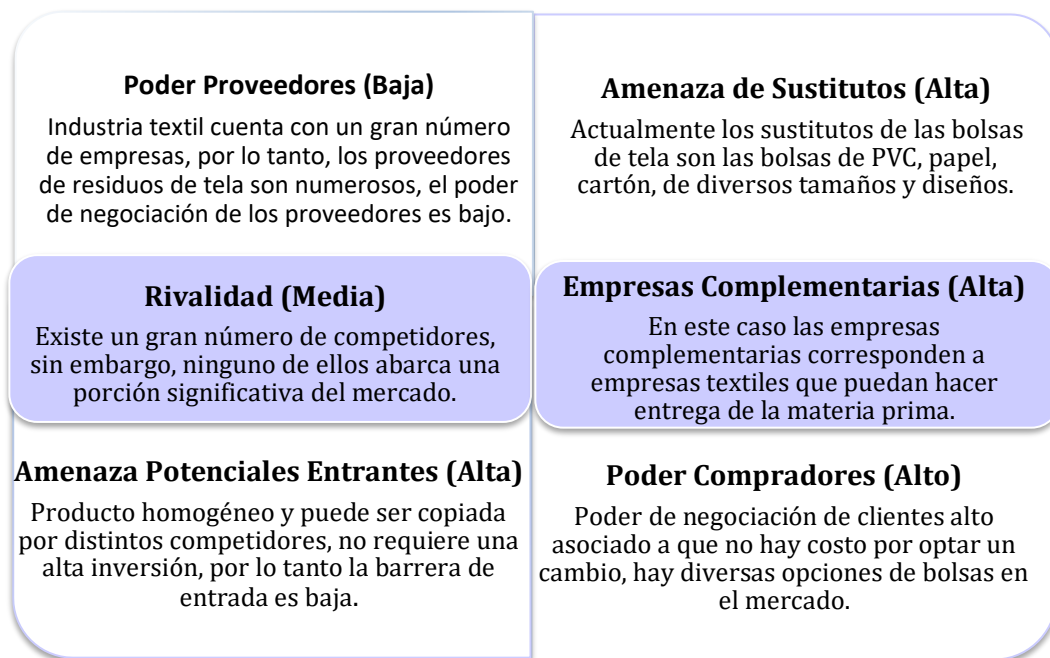 Poder Proveedores (Baja)
Industria textil cuenta con un gran número
de empresas, por lo tanto, los proveedores
de residuos de tela son numerosos, el poder
de negociación de los proveedores es bajo.
Amenaza de Sustitutos (Alta)
Actualmente los sustitutos de las bolsas
de tela son las bolsas de PVC, papel,
cartón, de diversos tamaños y diseños.
Rivalidad (Media)
Existe un gran número de competidores,
sin embargo, ninguno de ellos abarca una
porción significativa del mercado.
Empresas Complementarias (Alta)
En este caso las empresas
complementarias corresponden a
empresas textiles que puedan hacer
entrega de la materia prima.
Amenaza Potenciales Entrantes (Alta)
Producto homogéneo y puede ser copiada
por distintos competidores, no requiere una
alta inversión, por lo tanto la barrera de
entrada es baja.
Poder Compradores (Alto)
Poder de negociación de clientes alto
asociado a que no hay costo por optar un
cambio, hay diversas opciones de bolsas en
el mercado.